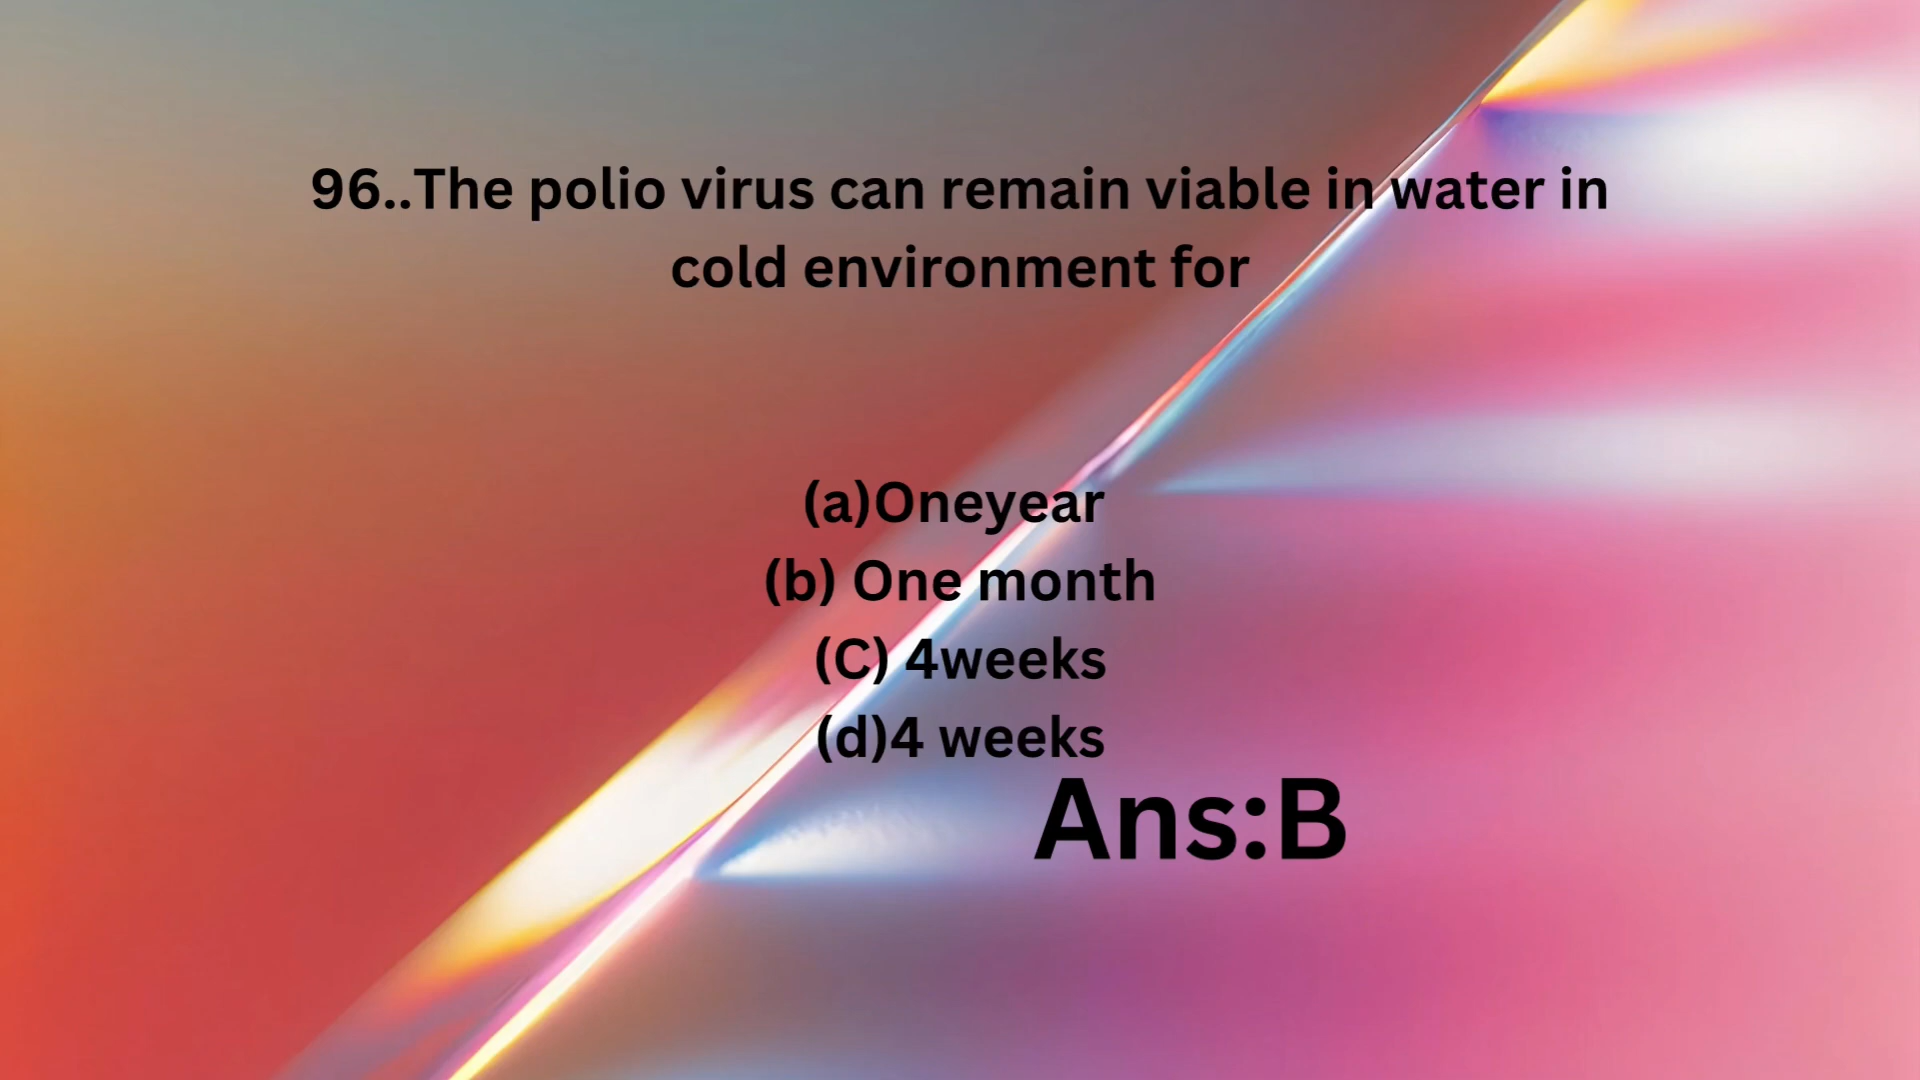 96..The polio virus can remain viable in water in
cold environment for
(a)Oneyear
(b) One month
(C) 4weeks
(d)4 weeks
Ans:B